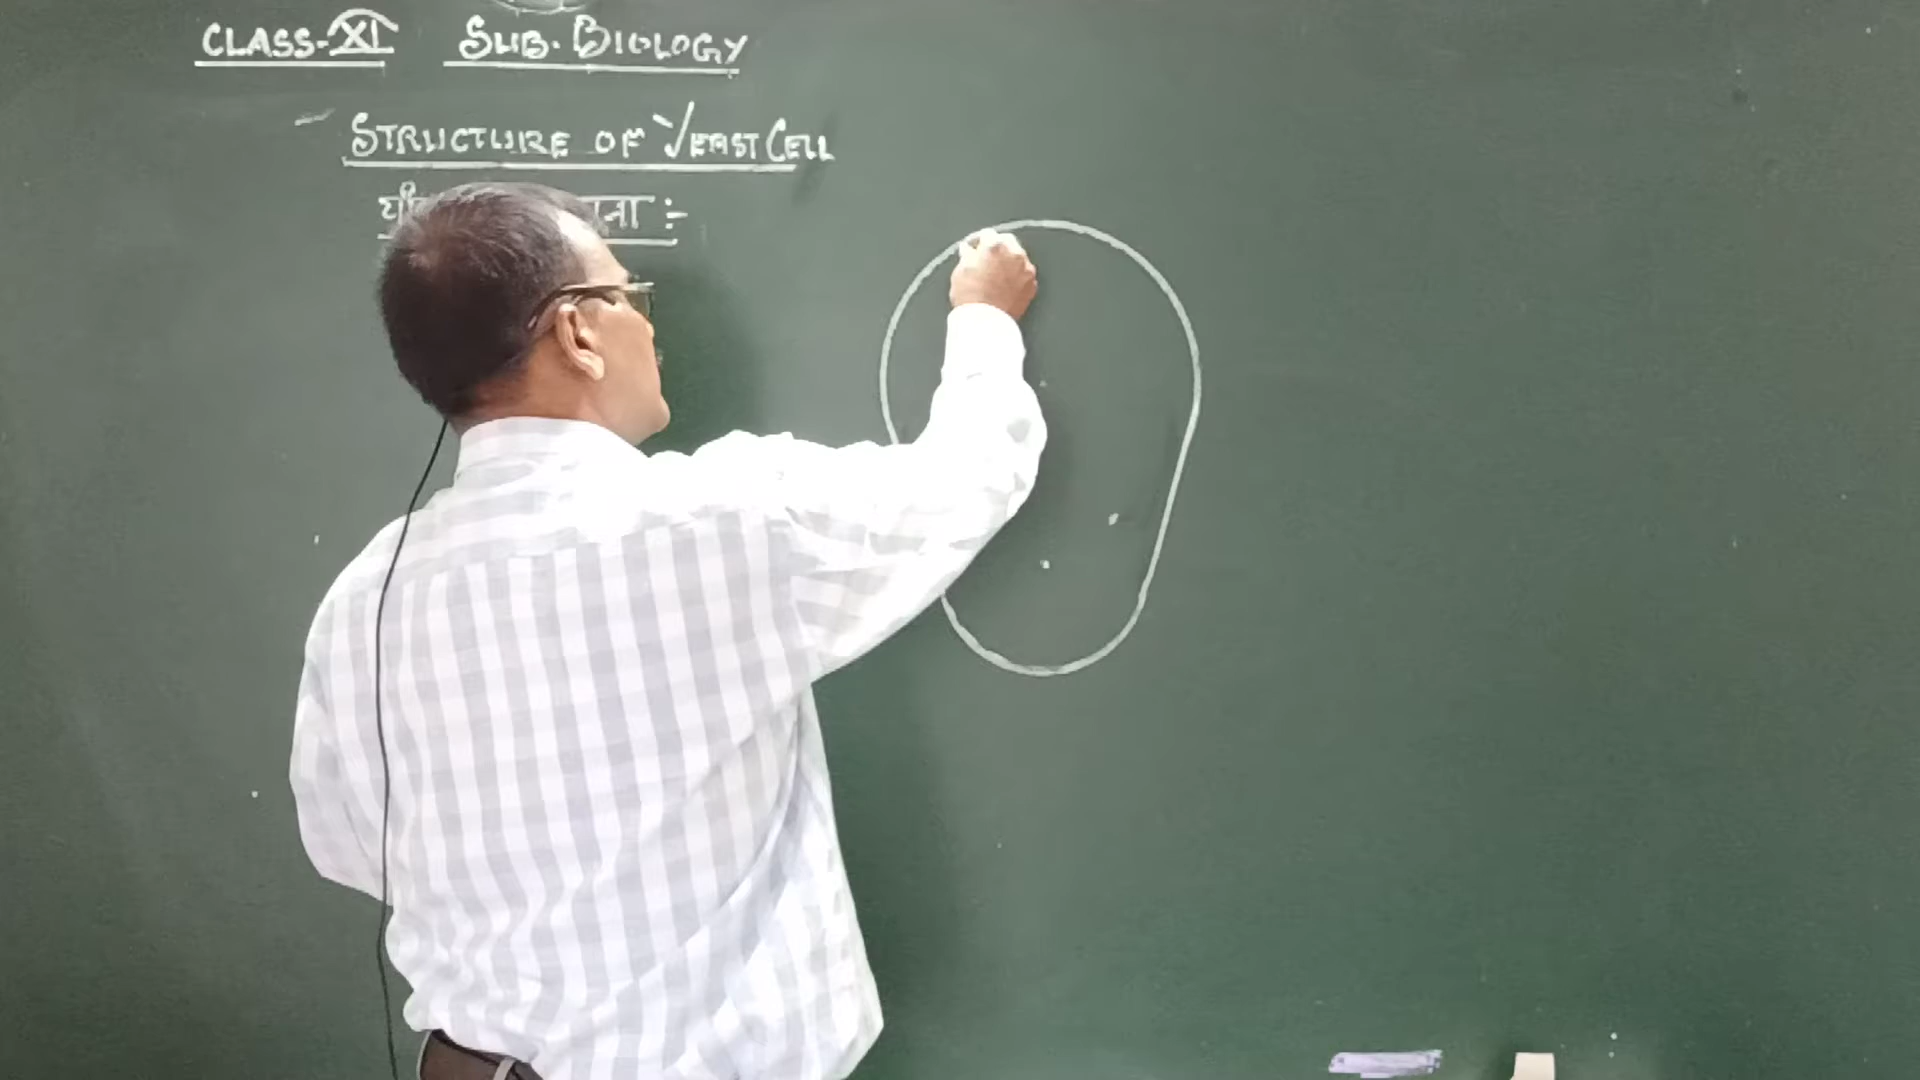 CLASS-XI SUB. BIOLOGY
STRUCTURE OF YEAST CELL
:-